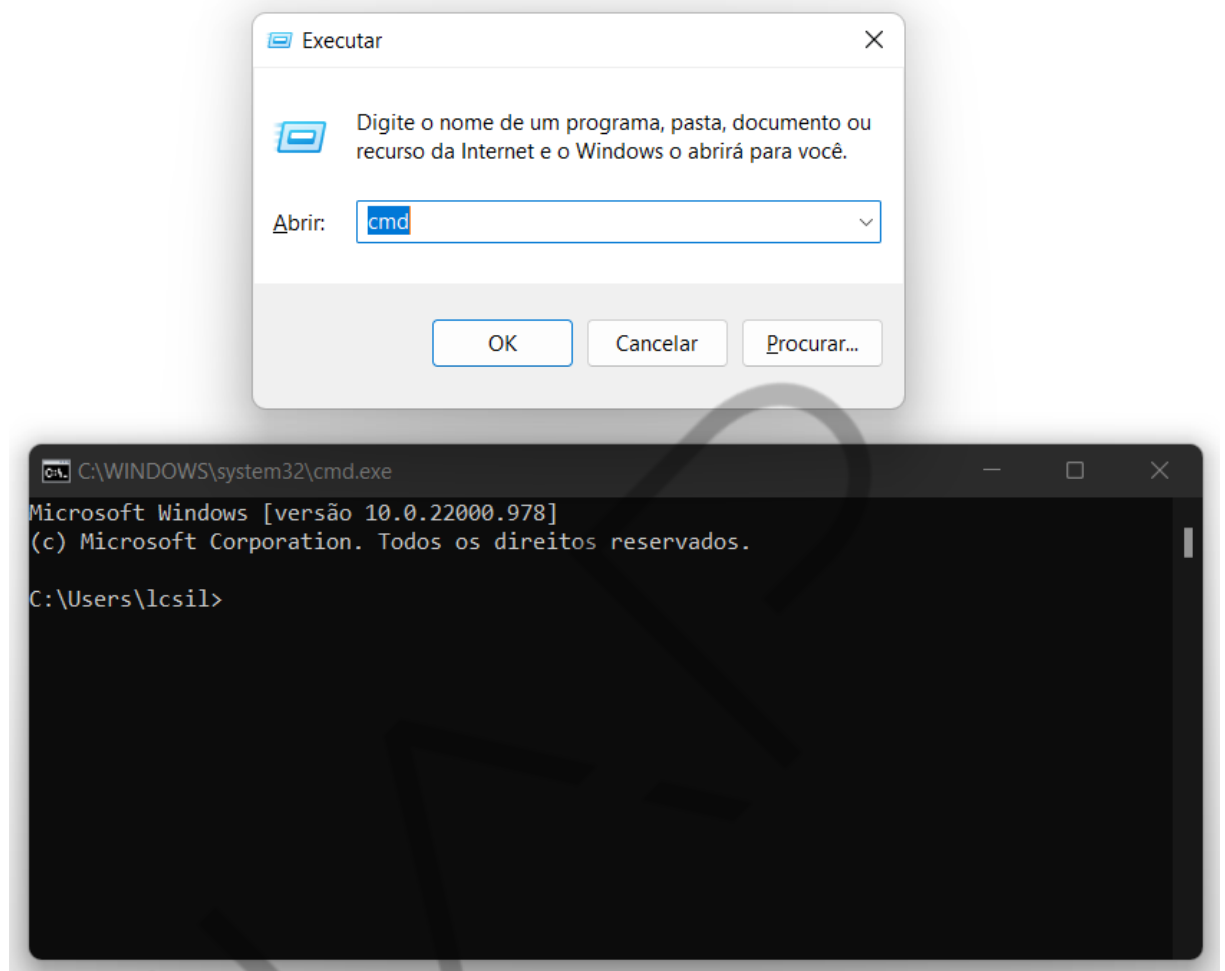 Executar
Digite o nome de um programa, pasta, documento ou
recurso da Internet e o Windows o abrirá para você.
Abrir: cmd
OK Cancelar Procurar...
C:\WINDOWS\system32\cmd.exe
Microsoft Windows [versão 10.0.22000.978]
(c) Microsoft Corporation. Todos os direitos reservados.
C:\Users\lcsil>